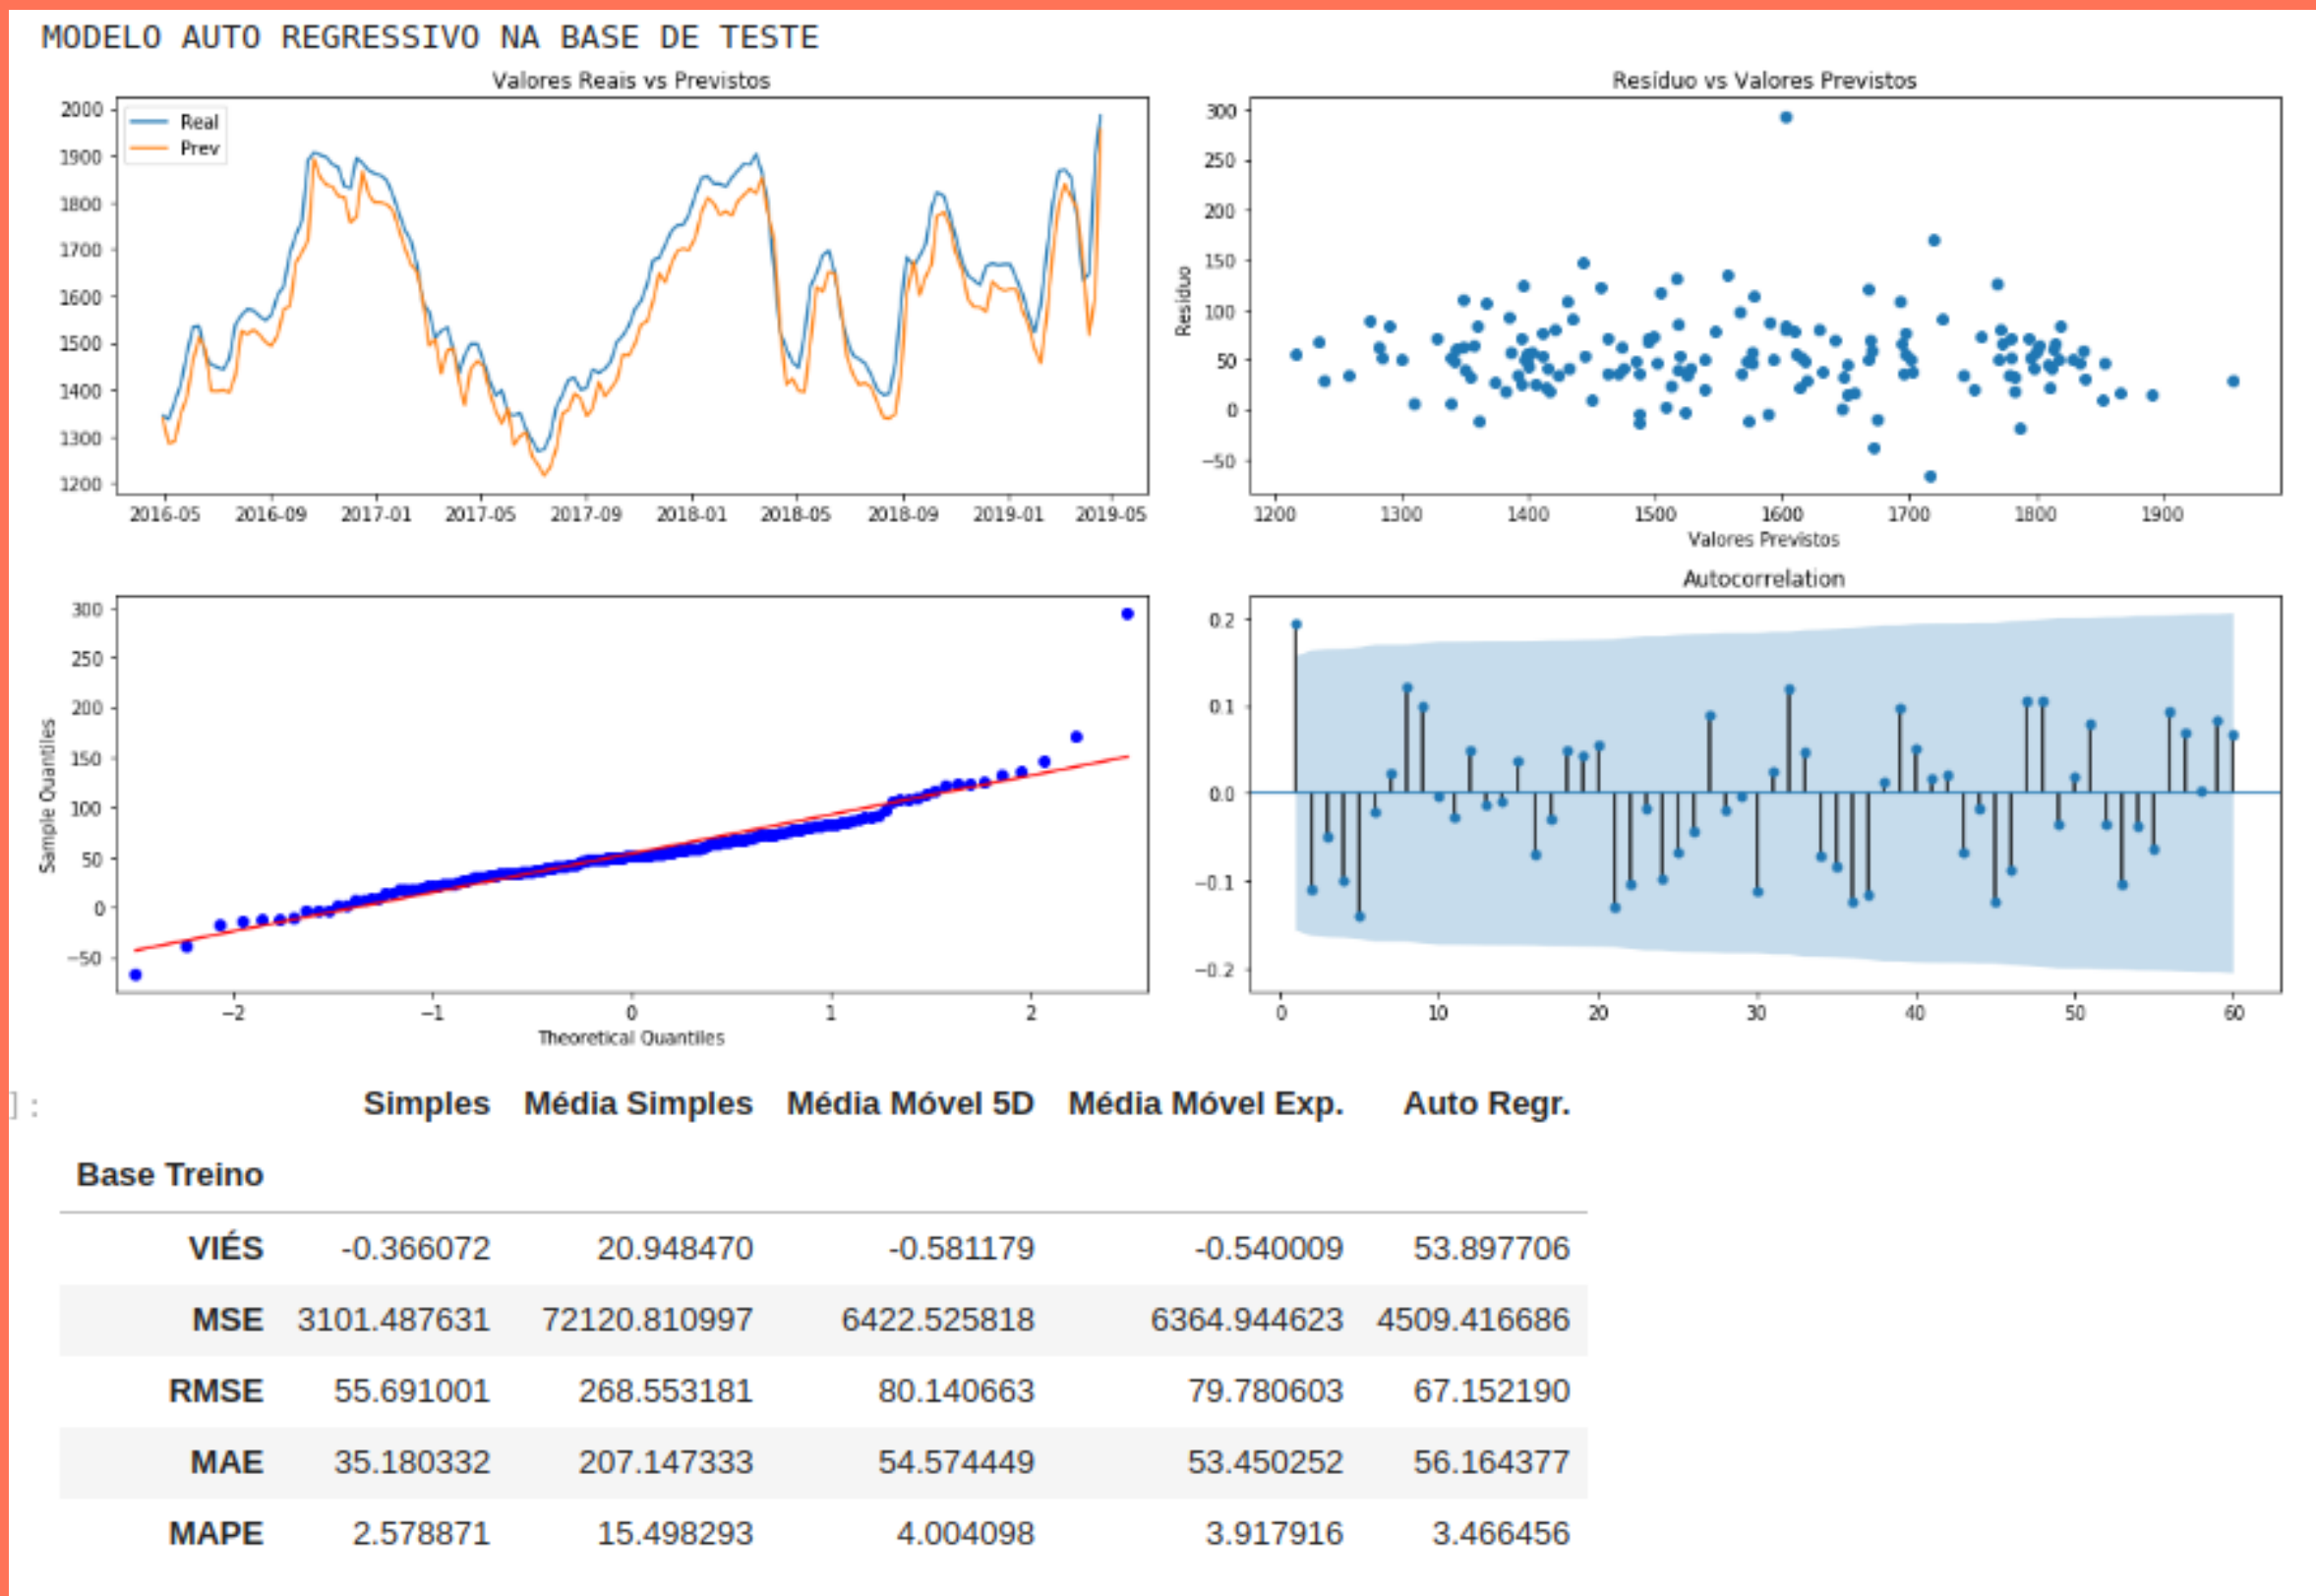 MODELO AUTO REGRESSIVO NA BASE DE TESTE
Valores Reais vs Previstos
2000
1900
1800
1700
1600
1500
1400
1300
1200
Real
Prev
2016-05 2016-09 2017-01 2017-05 2017-09 2018-01 2018-05 2018-09 2019-01 2019-05
Resíduo vs Valores Previstos
Resíduo
300
250
200
150
100
50
0
−50
1200 1300 1400 1500 1600 1700 1800 1900
Valores Previstos
Sample Quantiles
300
250
200
150
100
50
0
−50
−2 −1 0 1 2
Theoretical Quantiles
Autocorrelation
0.2
0.1
0.0
−0.1
−0.2
0 10 20 30 40 50 60
]:
Simples Média Simples Média Móvel 5D Média Móvel Exp. Auto Regr.
Base Treino
VIÉS -0.366072 20.948470 -0.581179 -0.540009 53.897706
MSE 3101.487631 72120.810997 6422.525818 6364.944623 4509.416686
RMSE 55.691001 268.553181 80.140663 79.780603 67.152190
MAE 35.180332 207.147333 54.574449 53.450252 56.164377
MAPE 2.578871 15.498293 4.004098 3.917916 3.466456